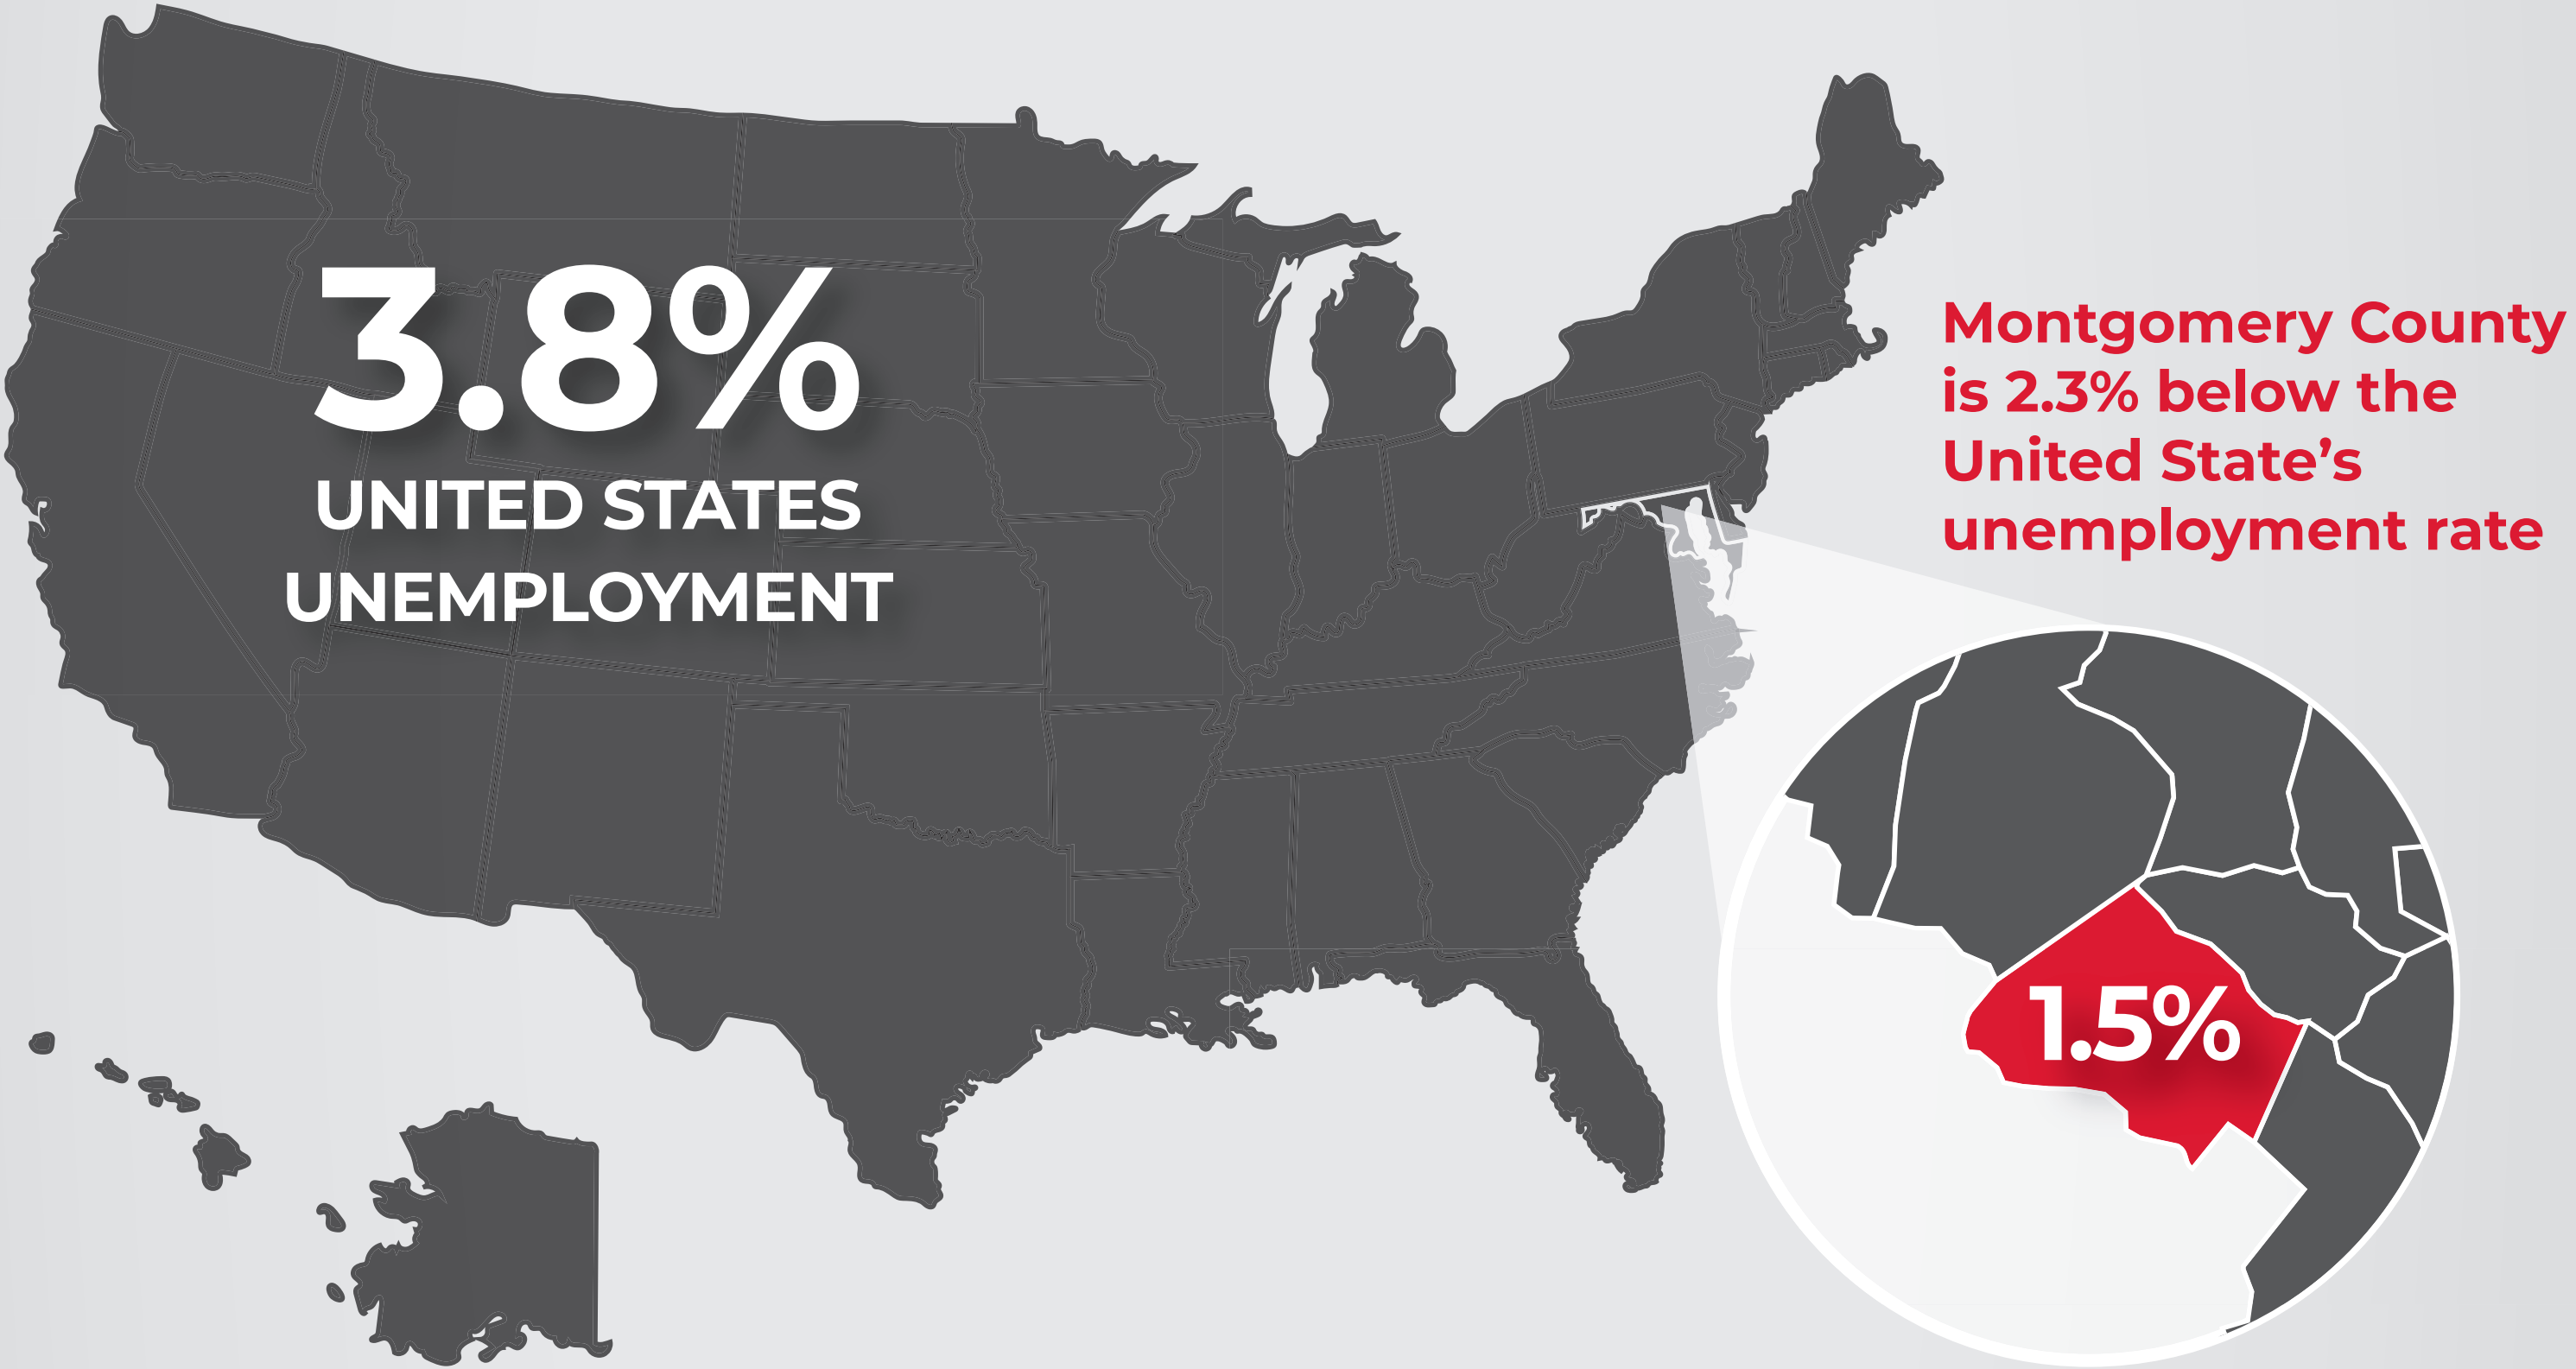 3.8%
UNITED STATES
UNEMPLOYMENT
Montgomery County
is 2.3% below the
United State’s
unemployment rate
1.5%